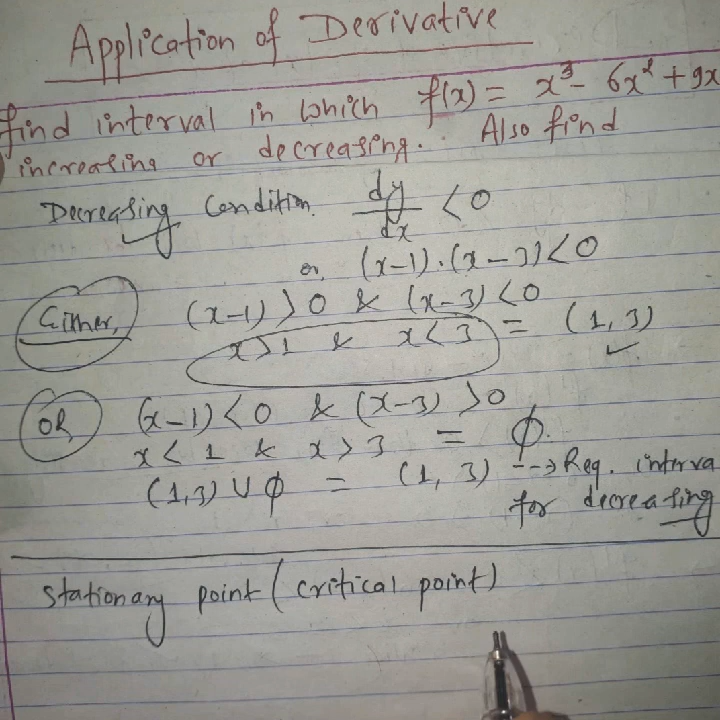 Application of Derivative
find interval in which f(x) = x³ - 6x² + 9x
increasing or decreasing. Also find
Decreasing Condition. dy/dx < 0
or, (x-1).(x-3) < 0
Either, (x-1) > 0 & (x-3) < 0
x > 1 & x < 3 = (1, 3)
OR, (x-1) < 0 & (x-3) > 0
x < 1 & x > 3 = ϕ.
(1,3) ∪ ϕ = (1, 3) --→ Req. interva
for decreasing
Stationary point (critical point)